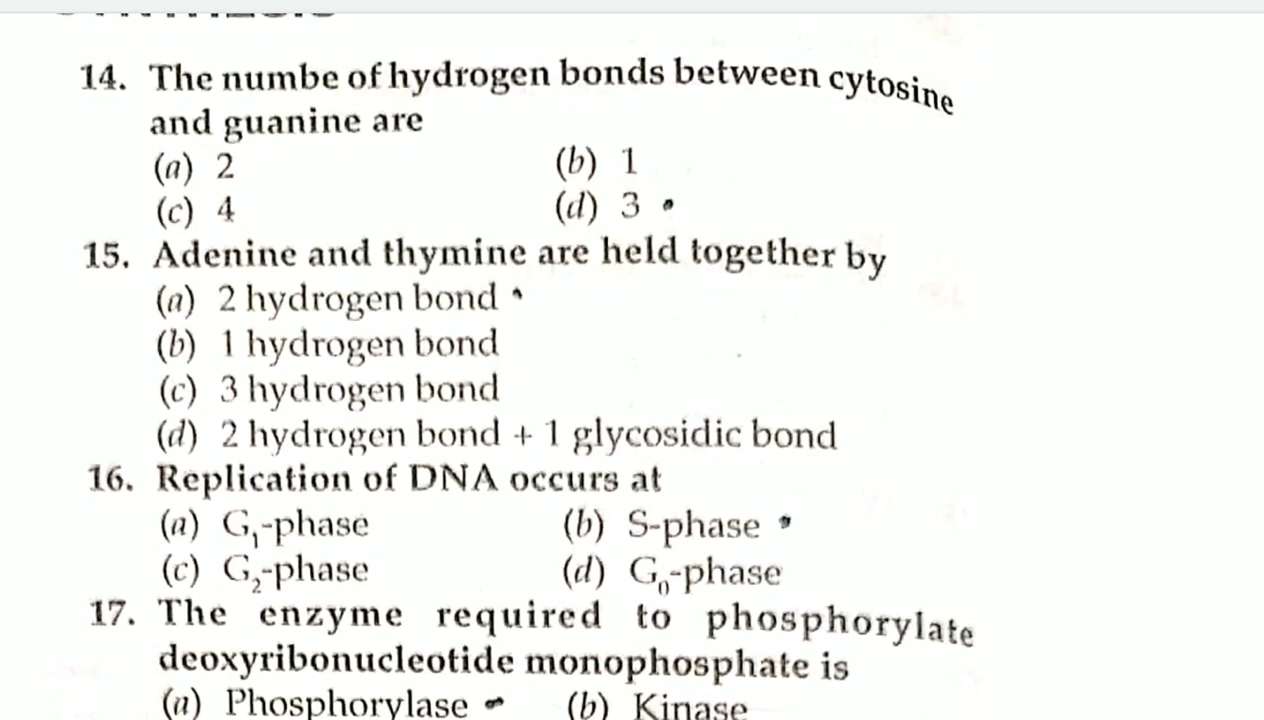 14. The numbe of hydrogen bonds between cytosine
and guanine are
(a) 2 (b) 1
(c) 4 (d) 3
15. Adenine and thymine are held together by
(a) 2 hydrogen bond
(b) 1 hydrogen bond
(c) 3 hydrogen bond
(d) 2 hydrogen bond + 1 glycosidic bond
16. Replication of DNA occurs at
(a) G₁-phase (b) S-phase
(c) G₂-phase (d) G₀-phase
17. The enzyme required to phosphorylate
deoxyribonucleotide monophosphate is
(a) Phosphorylase (b) Kinase